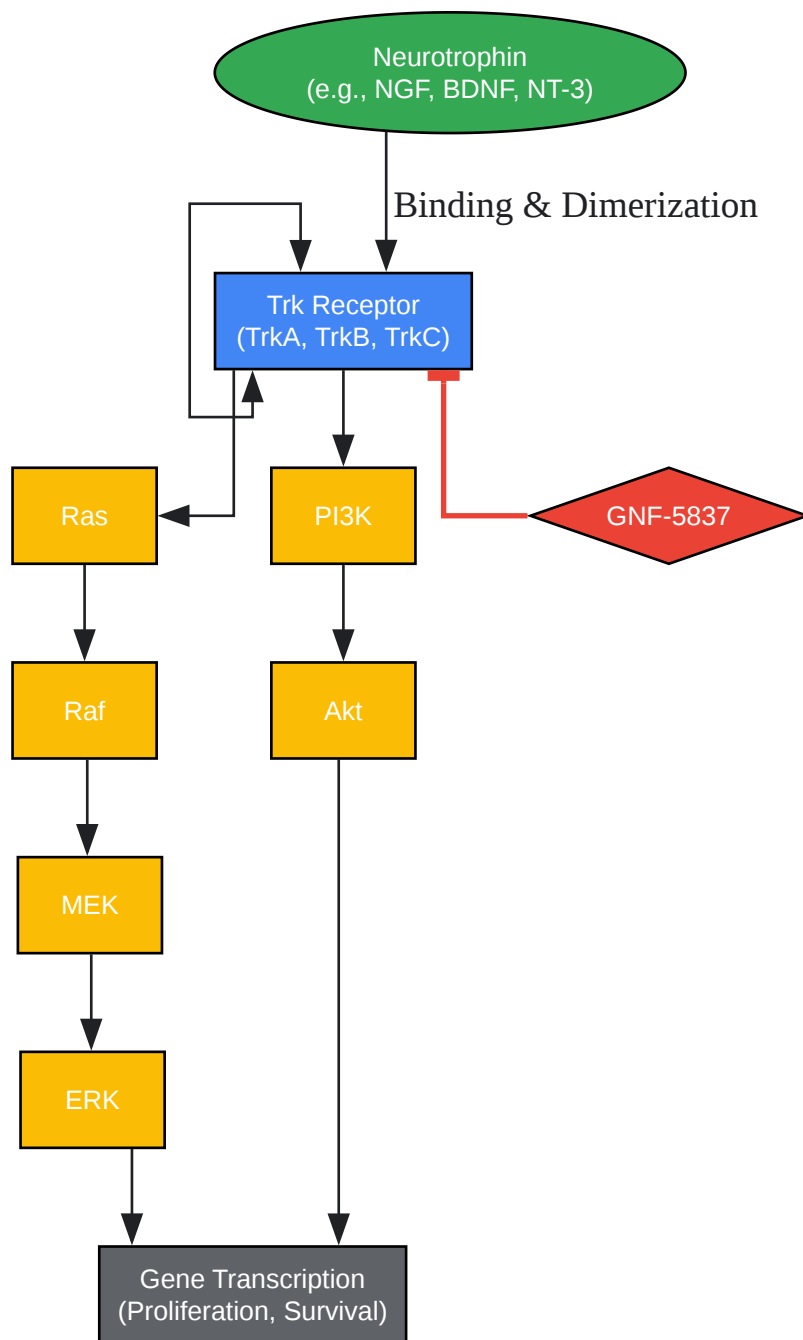 Neurotrophin
(e.g., NGF, BDNF, NT-3)
Binding & Dimerization
Trk Receptor
(TrkA, TrkB, TrkC)
Ras
PI3K
GNF-5837
Raf
Akt
MEK
ERK
Gene Transcription
(Proliferation, Survival)